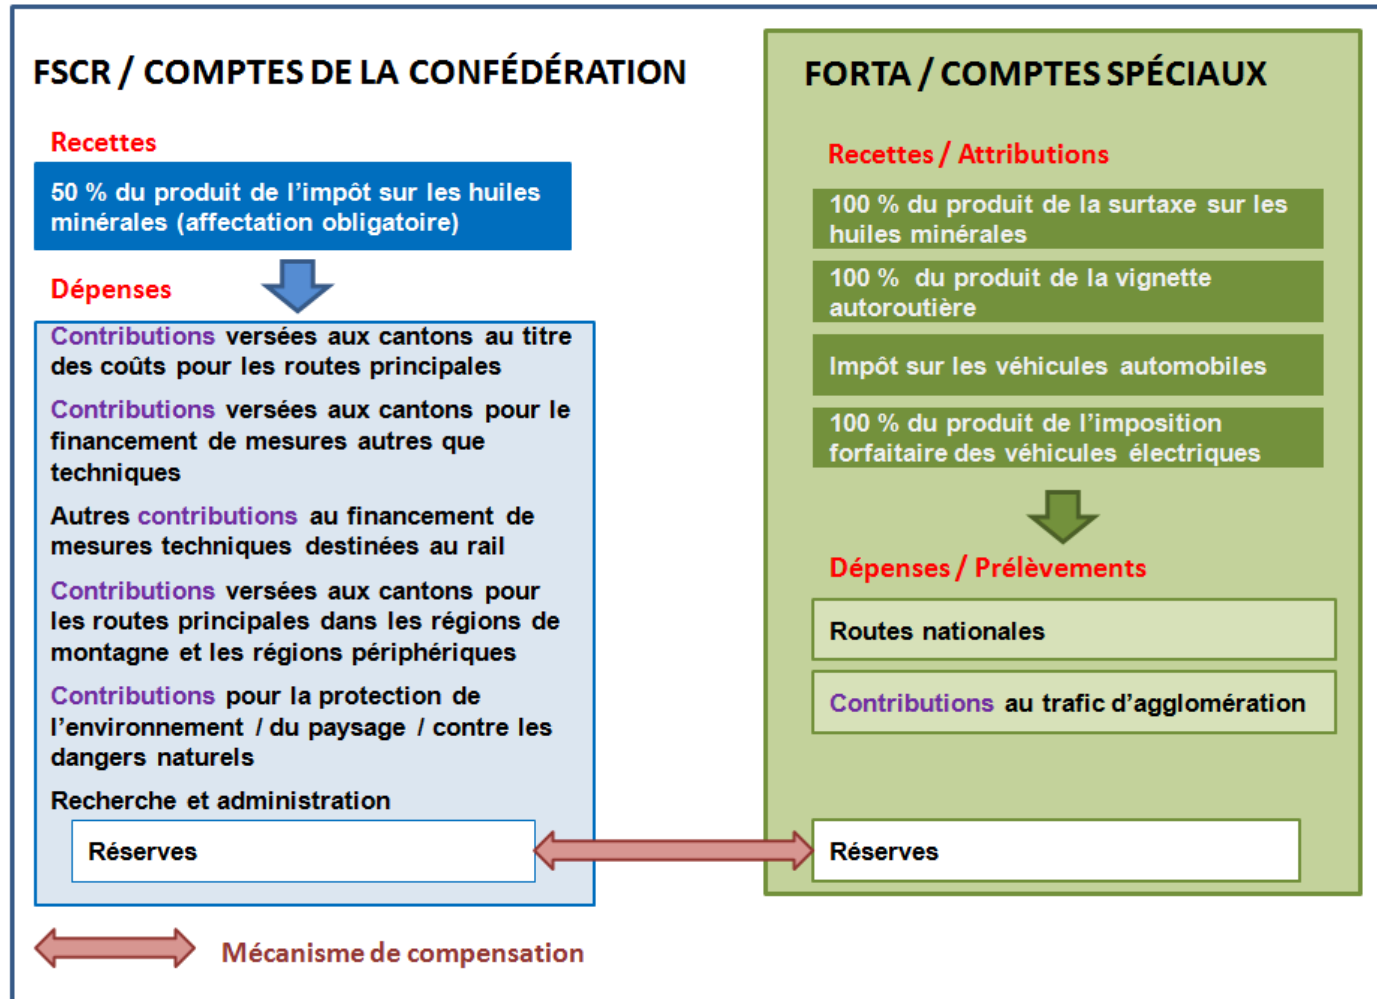 FSCR / COMPTES DE LA CONFÉDÉRATION
Recettes
50 % du produit de l'impôt sur les huiles
minérales (affectation obligatoire)
Dépenses
Contributions versées aux cantons au titre
des coûts pour les routes principales
Contributions versées aux cantons pour le
financement de mesures autres que
techniques
Autres contributions au financement de
mesures techniques destinées au rail
Contributions versées aux cantons pour
les routes principales dans les régions de
montagne et les régions périphériques
Contributions pour la protection de
l'environnement / du paysage / contre les
dangers naturels
Recherche et administration
Réserves
FORTA / COMPTES SPÉCIAUX
Recettes / Attributions
100 % du produit de la surtaxe sur les
huiles minérales
100 % du produit de la vignette
autoroutière
Impôt sur les véhicules automobiles
100 % du produit de l'imposition
forfaitaire des véhicules électriques
Dépenses / Prélèvements
Routes nationales
Contributions au trafic d'agglomération
Réserves
Mécanisme de compensation